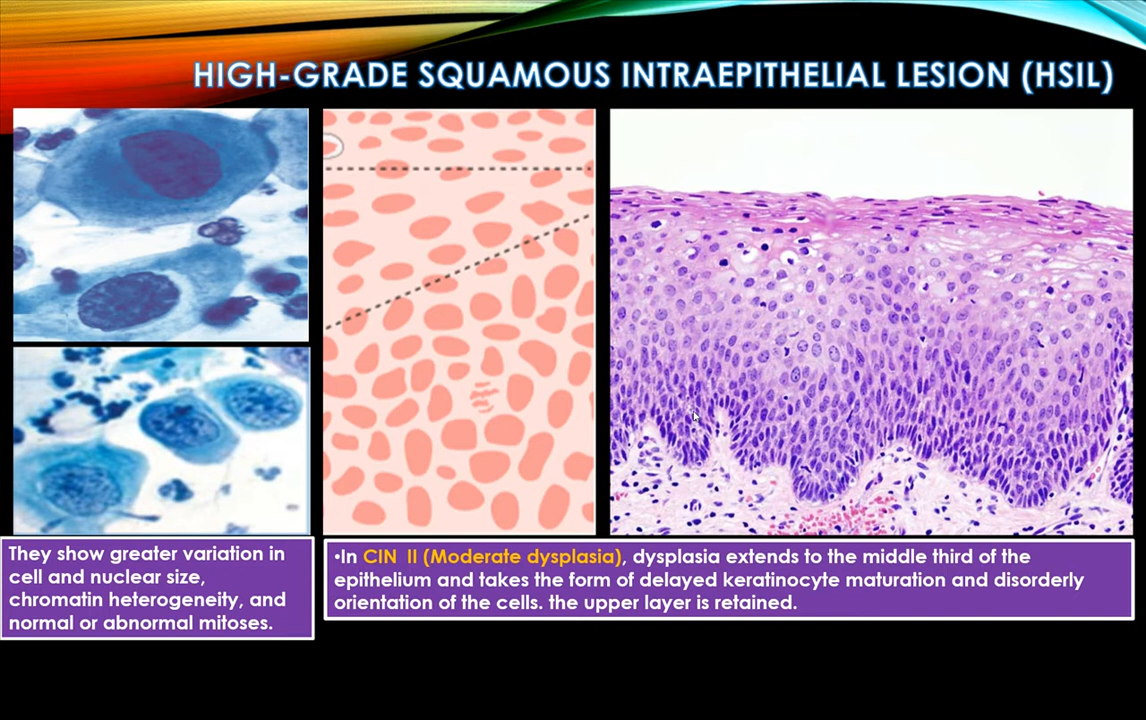 HIGH-GRADE SQUAMOUS INTRAEPITHELIAL LESION (HSIL)
They show greater variation in
cell and nuclear size,
chromatin heterogeneity, and
normal or abnormal mitoses.
•In CIN II (Moderate dysplasia), dysplasia extends to the middle third of the
epithelium and takes the form of delayed keratinocyte maturation and disorderly
orientation of the cells. the upper layer is retained.